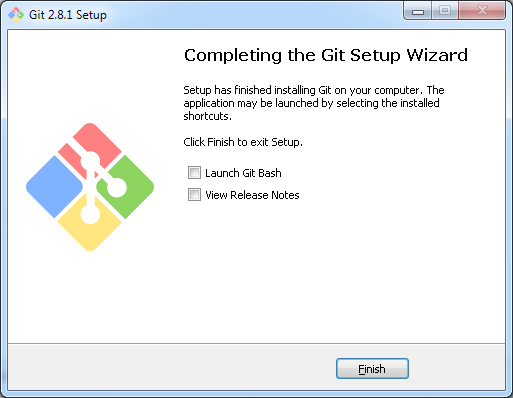 Git 2.8.1 Setup
Completing the Git Setup Wizard
Setup has finished installing Git on your computer. The
application may be launched by selecting the installed
shortcuts.
Click Finish to exit Setup.
Launch Git Bash
View Release Notes
Finish